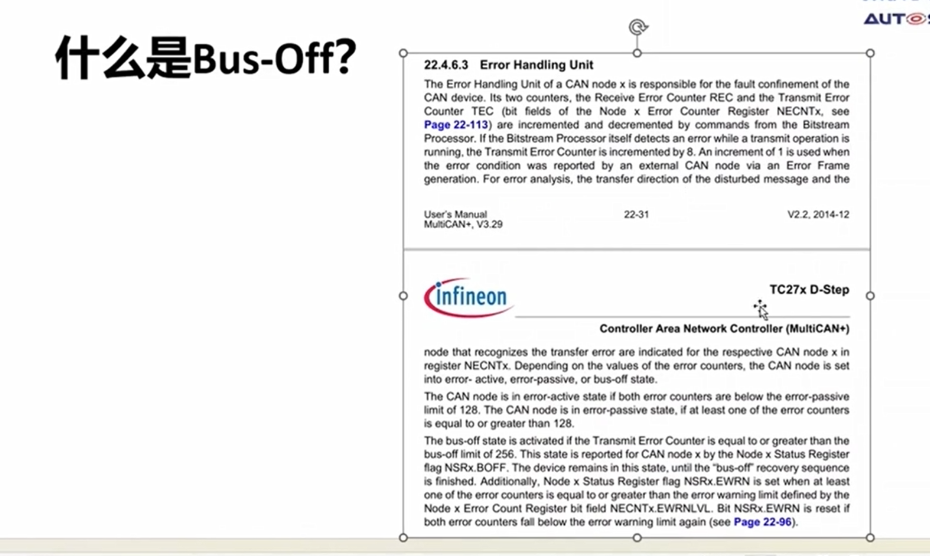 什么是Bus-Off?
22.4.6.3 Error Handling Unit
The Error Handling Unit of a CAN node x is responsible for the fault confinement of the
CAN device. Its two counters, the Receive Error Counter REC and the Transmit Error
Counter TEC (bit fields of the Node x Error Counter Register NECNTx, see
Page 22-113) are incremented and decremented by commands from the Bitstream
Processor. If the Bitstream Processor itself detects an error while a transmit operation is
running, the Transmit Error Counter is incremented by 8. An increment of 1 is used when
the error condition was reported by an external CAN node via an Error Frame
generation. For error analysis, the transfer direction of the disturbed message and the
User's Manual 22-31 V2.2, 2014-12
MultiCAN+, V3.29
infineon
TC27x D-Step
Controller Area Network Controller (MultiCAN+)
node that recognizes the transfer error are indicated for the respective CAN node x in
register NECNTx. Depending on the values of the error counters, the CAN node is set
into error- active, error-passive, or bus-off state.
The CAN node is in error-active state if both error counters are below the error-passive
limit of 128. The CAN node is in error-passive state, if at least one of the error counters
is equal to or greater than 128.
The bus-off state is activated if the Transmit Error Counter is equal to or greater than the
bus-off limit of 256. This state is reported for CAN node x by the Node x Status Register
flag NSRx.BOFF. The device remains in this state, until the "bus-off" recovery sequence
is finished. Additionally, Node x Status Register flag NSRx.EWRN is set when at least
one of the error counters is equal to or greater than the error warning limit defined by the
Node x Error Count Register bit field NECNTx.EWRNLVL. Bit NSRx.EWRN is reset if
both error counters fall below the error warning limit again (see Page 22-96).